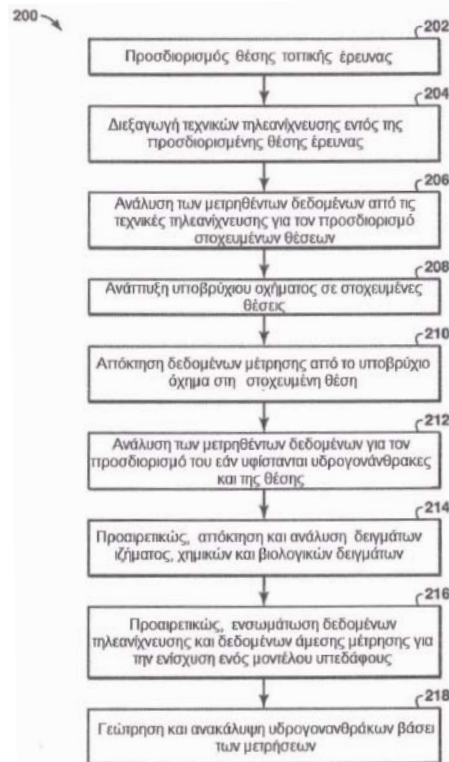 200
202
Προσδιορισμός θέσης τοπικής έρευνας
204
Διεξαγωγή τεχνικών τηλεανίχνευσης εντός της
προσδιορισμένης θέσης έρευνας
206
Ανάλυση των μετρηθέντων δεδομένων από τις
τεχνικές τηλεανίχνευσης για τον προσδιορισμό
στοχευμένων θέσεων
208
Ανάπτυξη υποβρύχιου οχήματος σε στοχευμένες
θέσεις
210
Απόκτηση δεδομένων μέτρησης από το υποβρύχιο
όχημα στη στοχευμένη θέση
212
Ανάλυση των μετρηθέντων δεδομένων για τον
προσδιορισμό του εάν υφίστανται υδρογονάνθρακες
και της θέσης
214
Προαιρετικώς, απόκτηση και ανάλυση δειγμάτων
ιζήματος, χημικών και βιολογικών δειγμάτων
216
Προαιρετικώς, ενσωμάτωση δεδομένων
τηλεανίχνευσης και δεδομένων άμεσης μέτρησης για
την ενίσχυση ενός μοντέλου υπεδάφους
218
Γεώτρηση και ανακάλυψη υδρογονανθράκων βάσει
των μετρήσεων